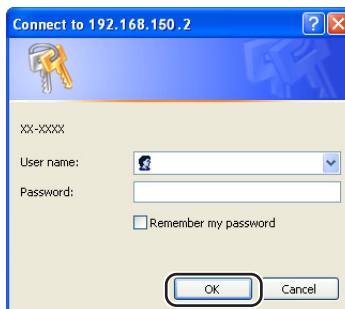 Connect to 192.168.150.2
XX-XXXX
User name:
Password:
Remember my password
OK
Cancel